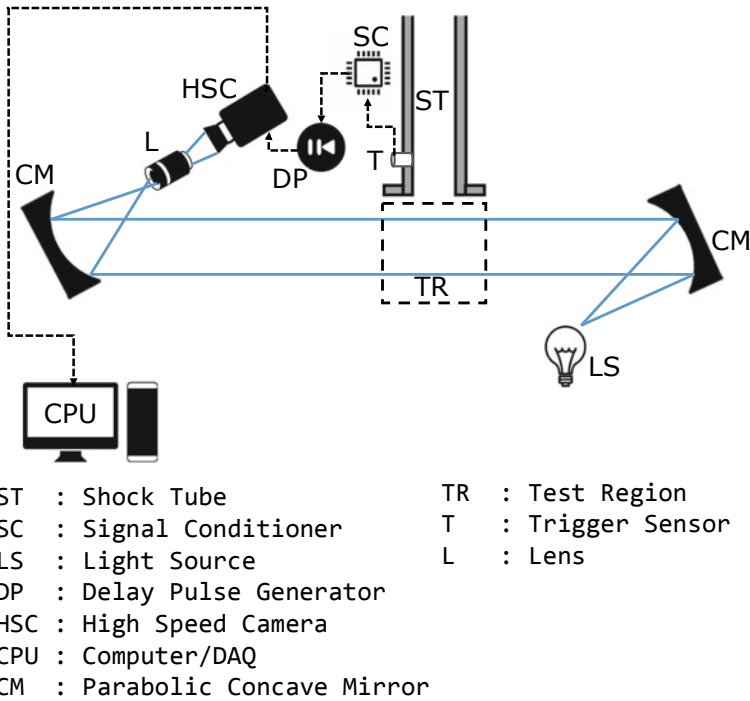 SC
HSC
ST
L
T
DP
CM
CM
TR
LS
CPU
ST : Shock Tube
SC : Signal Conditioner
LS : Light Source
DP : Delay Pulse Generator
HSC : High Speed Camera
CPU : Computer/DAQ
CM : Parabolic Concave Mirror
TR : Test Region
T : Trigger Sensor
L : Lens